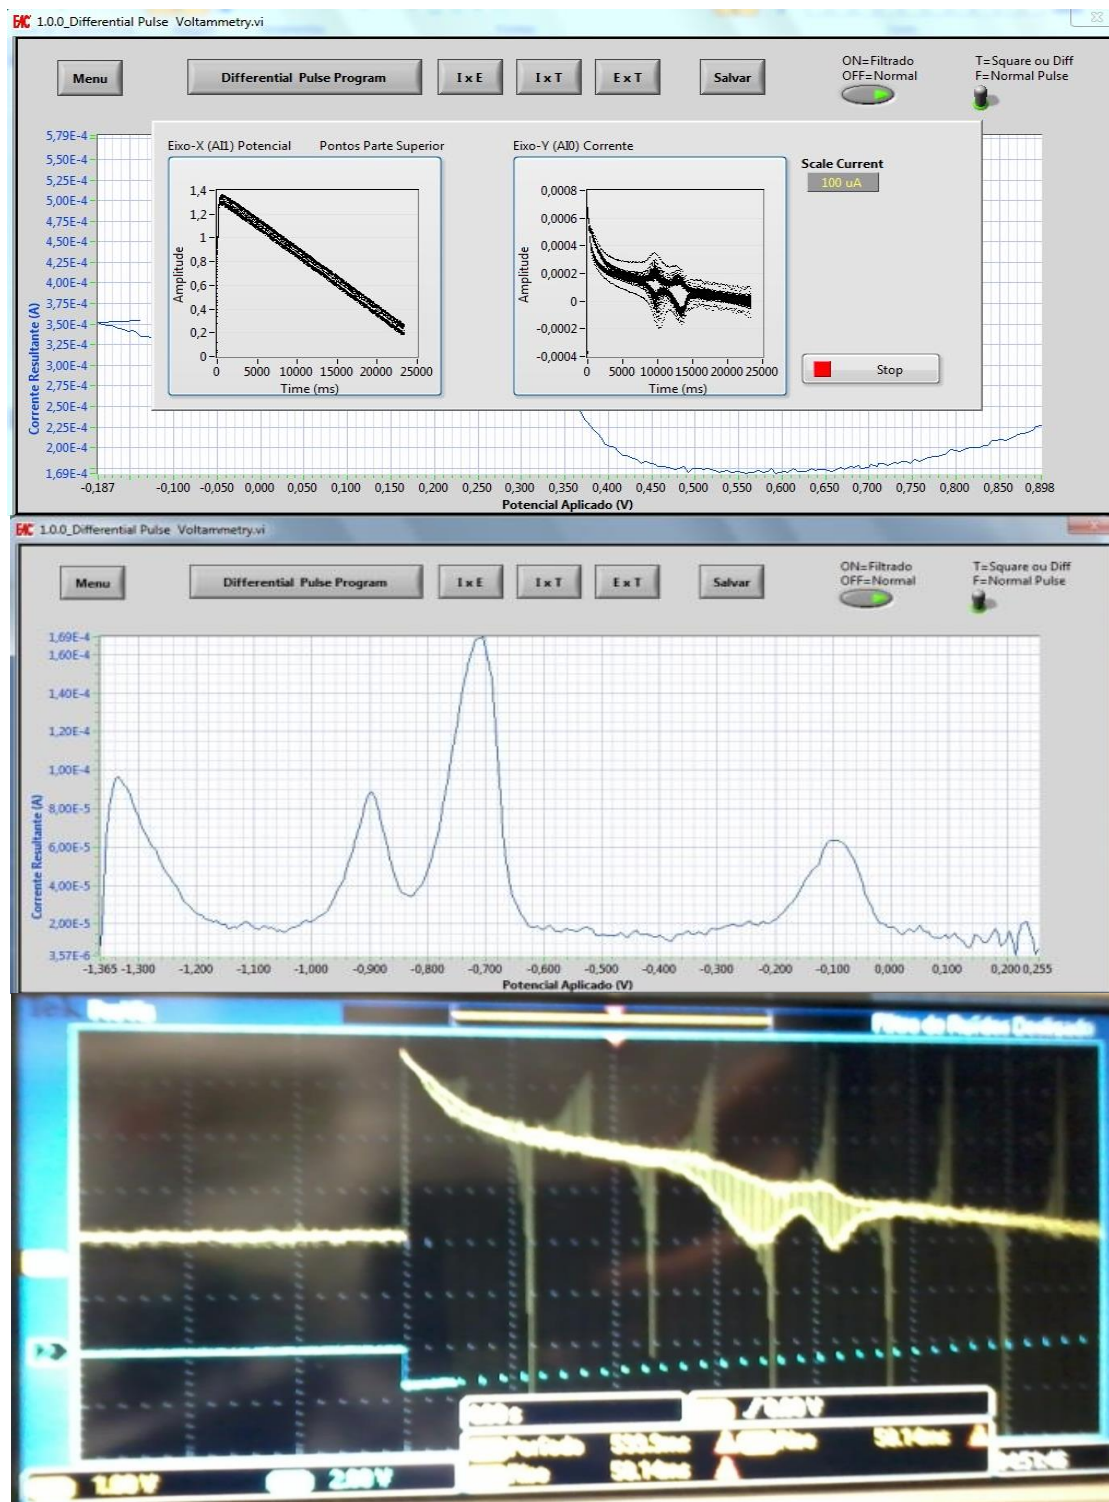 EAC 1.0.0_Differential Pulse Voltammetry.vi
Menu Differential Pulse Program I x E I x T E x T Salvar
ON=Filtrado
OFF=Normal
T=Square ou Diff
F=Normal Pulse
Eixo-X (AI1) Potencial Pontos Parte Superior
Amplitude
1,4
1,2
1
0,8
0,6
0,4
0,2
0
0 5000 10000 15000 20000 25000
Time (ms)
Eixo-Y (AI0) Corrente
Amplitude
0,0008
0,0006
0,0004
0,0002
0
-0,0002
-0,0004
0 5000 10000 15000 20000 25000
Time (ms)
Scale Current
100 uA
Stop
Corrente Resultante (A)
5,79E-4
5,50E-4
5,25E-4
5,00E-4
4,75E-4
4,50E-4
4,25E-4
4,00E-4
3,75E-4
3,50E-4
3,25E-4
3,00E-4
2,75E-4
2,50E-4
2,25E-4
2,00E-4
1,69E-4
-0,187 -0,100 -0,050 0,000 0,050 0,100 0,150 0,200 0,250 0,300 0,350 0,400 0,450 0,500 0,550 0,600 0,650 0,700 0,750 0,800 0,850 0,898
Potencial Aplicado (V)
EAC 1.0.0_Differential Pulse Voltammetry.vi
Menu Differential Pulse Program I x E I x T E x T Salvar
ON=Filtrado
OFF=Normal
T=Square ou Diff
F=Normal Pulse
Corrente Resultante (A)
1,69E-4
1,60E-4
1,40E-4
1,20E-4
1,00E-4
8,00E-5
6,00E-5
4,00E-5
2,00E-5
3,57E-6
-1,365 -1,300 -1,200 -1,100 -1,000 -0,900 -0,800 -0,700 -0,600 -0,500 -0,400 -0,300 -0,200 -0,100 0,000 0,100 0,200 0,255
Potencial Aplicado (V)
Tek
Filtro de Ruídos Desligado
0.00 V
Período
1.00 V 2.00 V